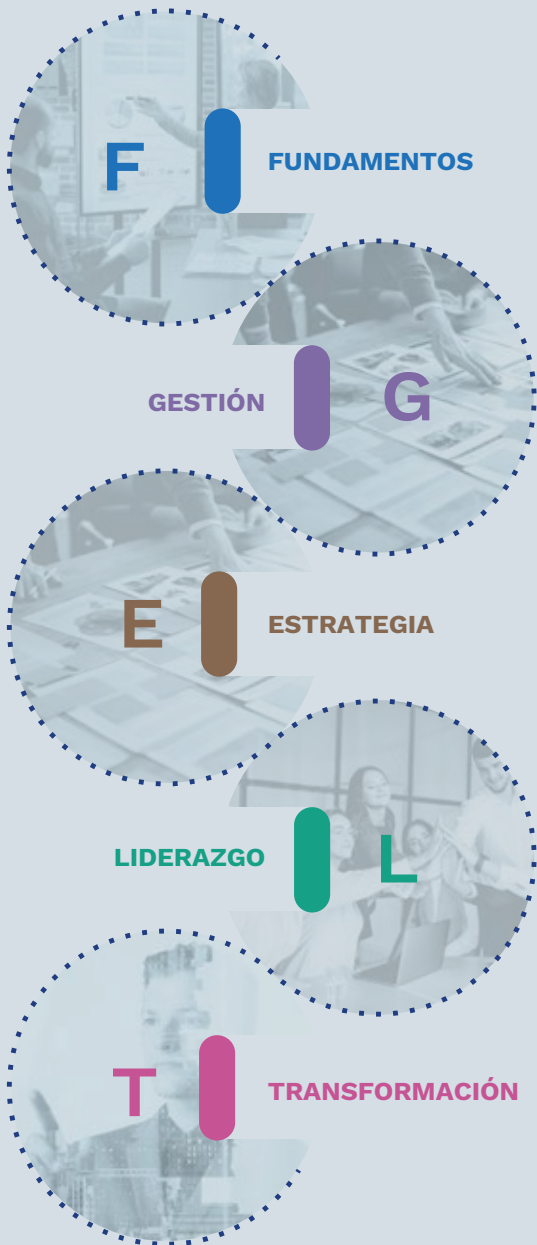 F
FUNDAMENTOS
GESTIÓN
G
E
ESTRATEGIA
LIDERAZGO
L
T
TRANSFORMACIÓN